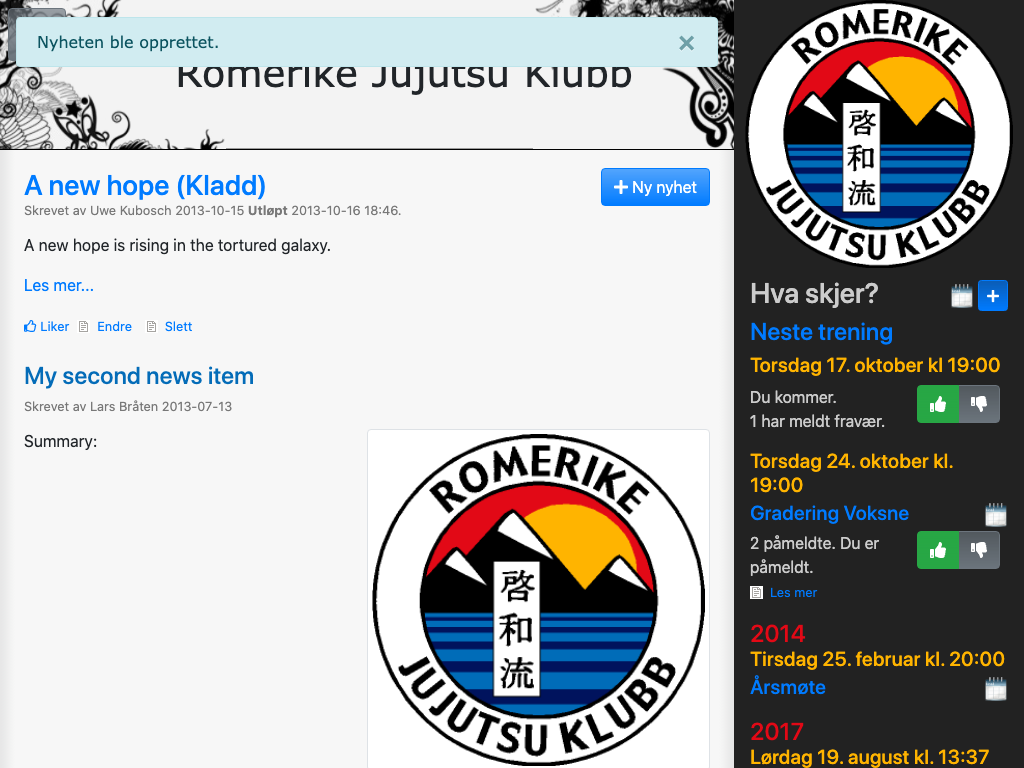 Nyheten ble opprettet. ×
Romerike Jujutsu Klubb
A new hope (Kladd)
Ny nyhet
Skrevet av Uwe Kubosch 2013-10-15 Utløpt 2013-10-16 18:46.
A new hope is rising in the tortured galaxy.
Les mer...
Liker Endre Slett
My second news item
Skrevet av Lars Bråten 2013-07-13
Summary:
ROMERIKE
啓和流
JUJUTSU KLUBB
ROMERIKE
啓和流
JUJUTSU KLUBB
Hva skjer?
Neste trening
Torsdag 17. oktober kl 19:00
Du kommer.
1 har meldt fravær.
Torsdag 24. oktober kl.
19:00
Gradering Voksne
2 påmeldte. Du er
påmeldt.
Les mer
2014
Tirsdag 25. februar kl. 20:00
Årsmøte
2017
Lørdag 19. august kl. 13:37